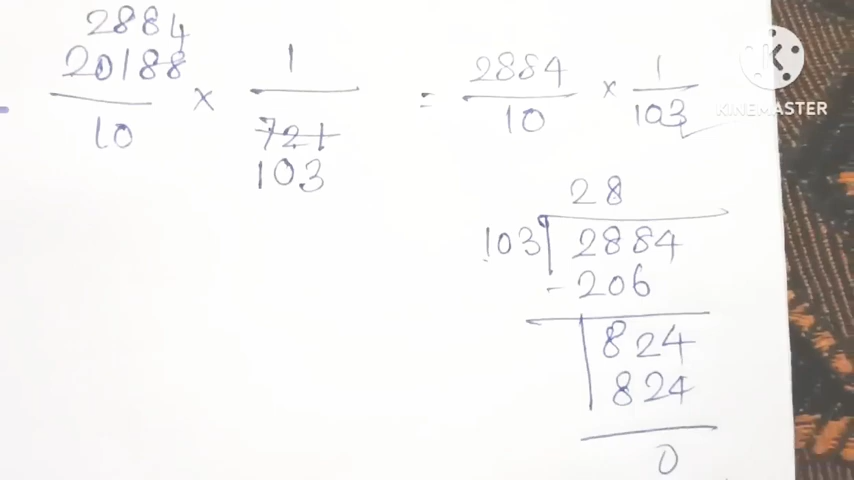 2884
20188 / 10 × 1 / 721
103
= 2884 / 10 × 1 / 103
KINEMASTER
28
103 2884
- 206
824
824
0